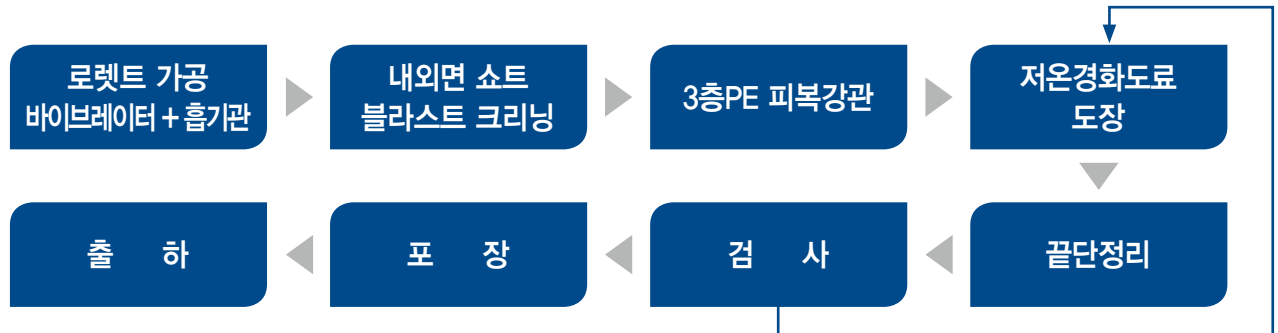 로렛트 가공
바이브레이터 + 흡기관
내외면 쇼트
블라스트 크리닝
3층PE 피복강관
저온경화도료
도장
끝단정리
검 사
포 장
출 하